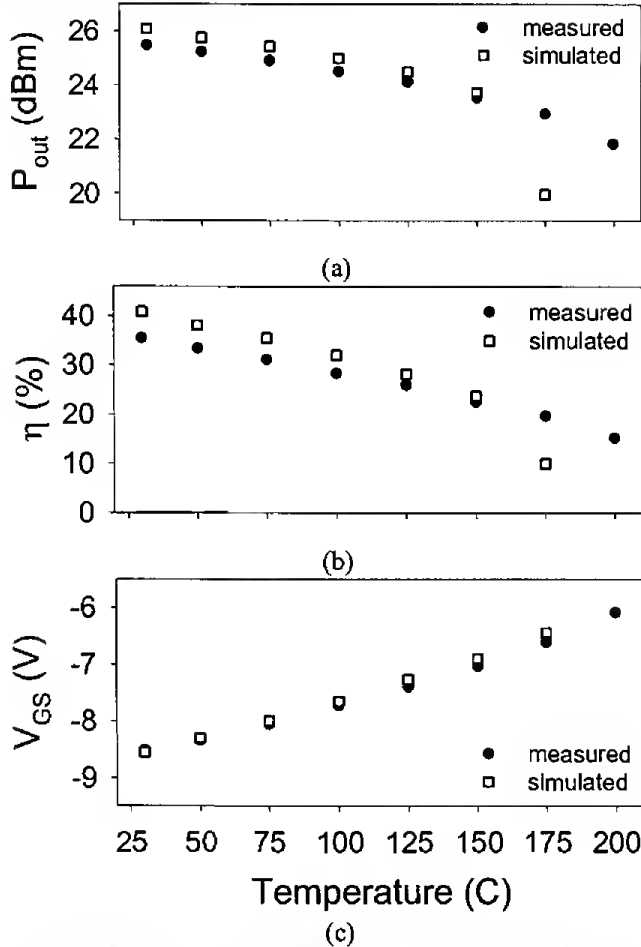 26
24
22
20
P_out (dBm)
measured
simulated
(a)
40
30
20
10
0
η (%)
measured
simulated
(b)
-6
-7
-8
-9
V_GS (V)
measured
simulated
25 50 75 100 125 150 175 200
Temperature (C)
(c)